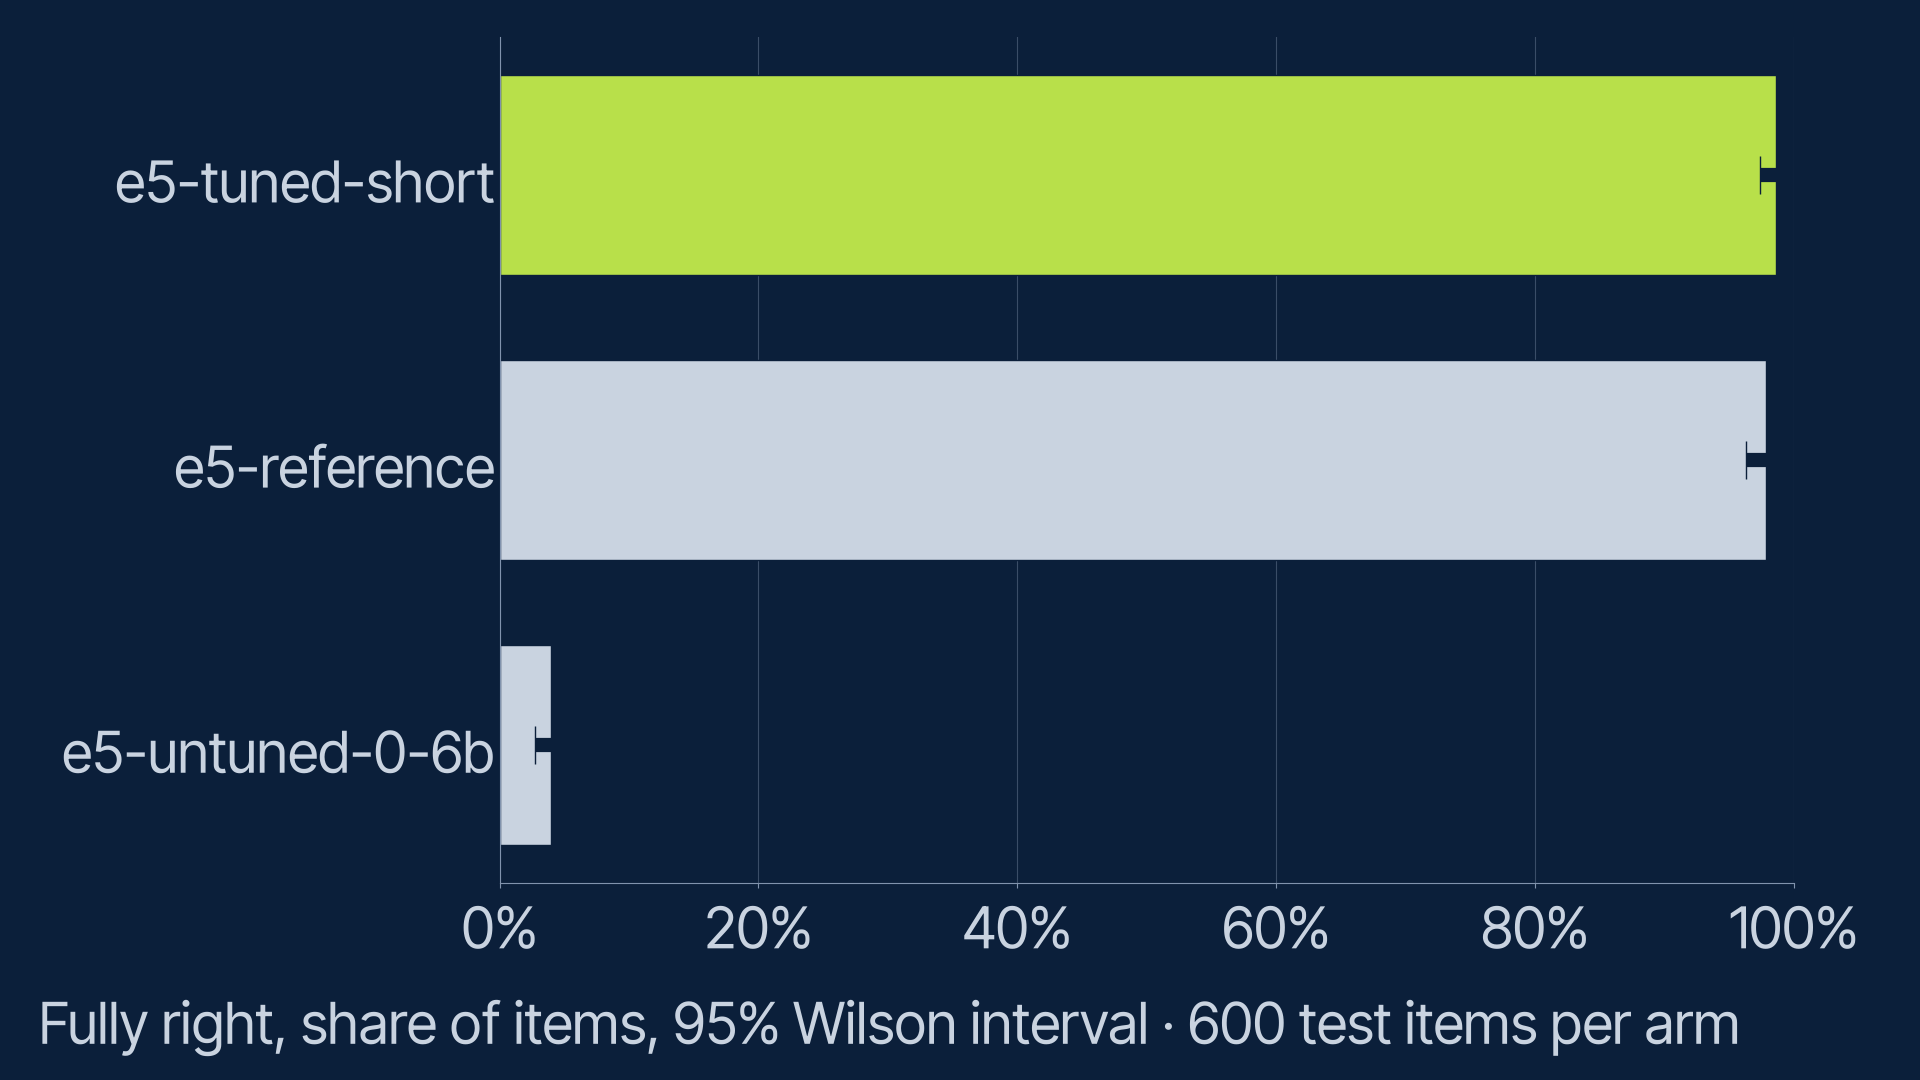 e5-tuned-short
e5-reference
e5-untuned-0-6b
0% 20% 40% 60% 80% 100%
Fully right, share of items, 95% Wilson interval · 600 test items per arm